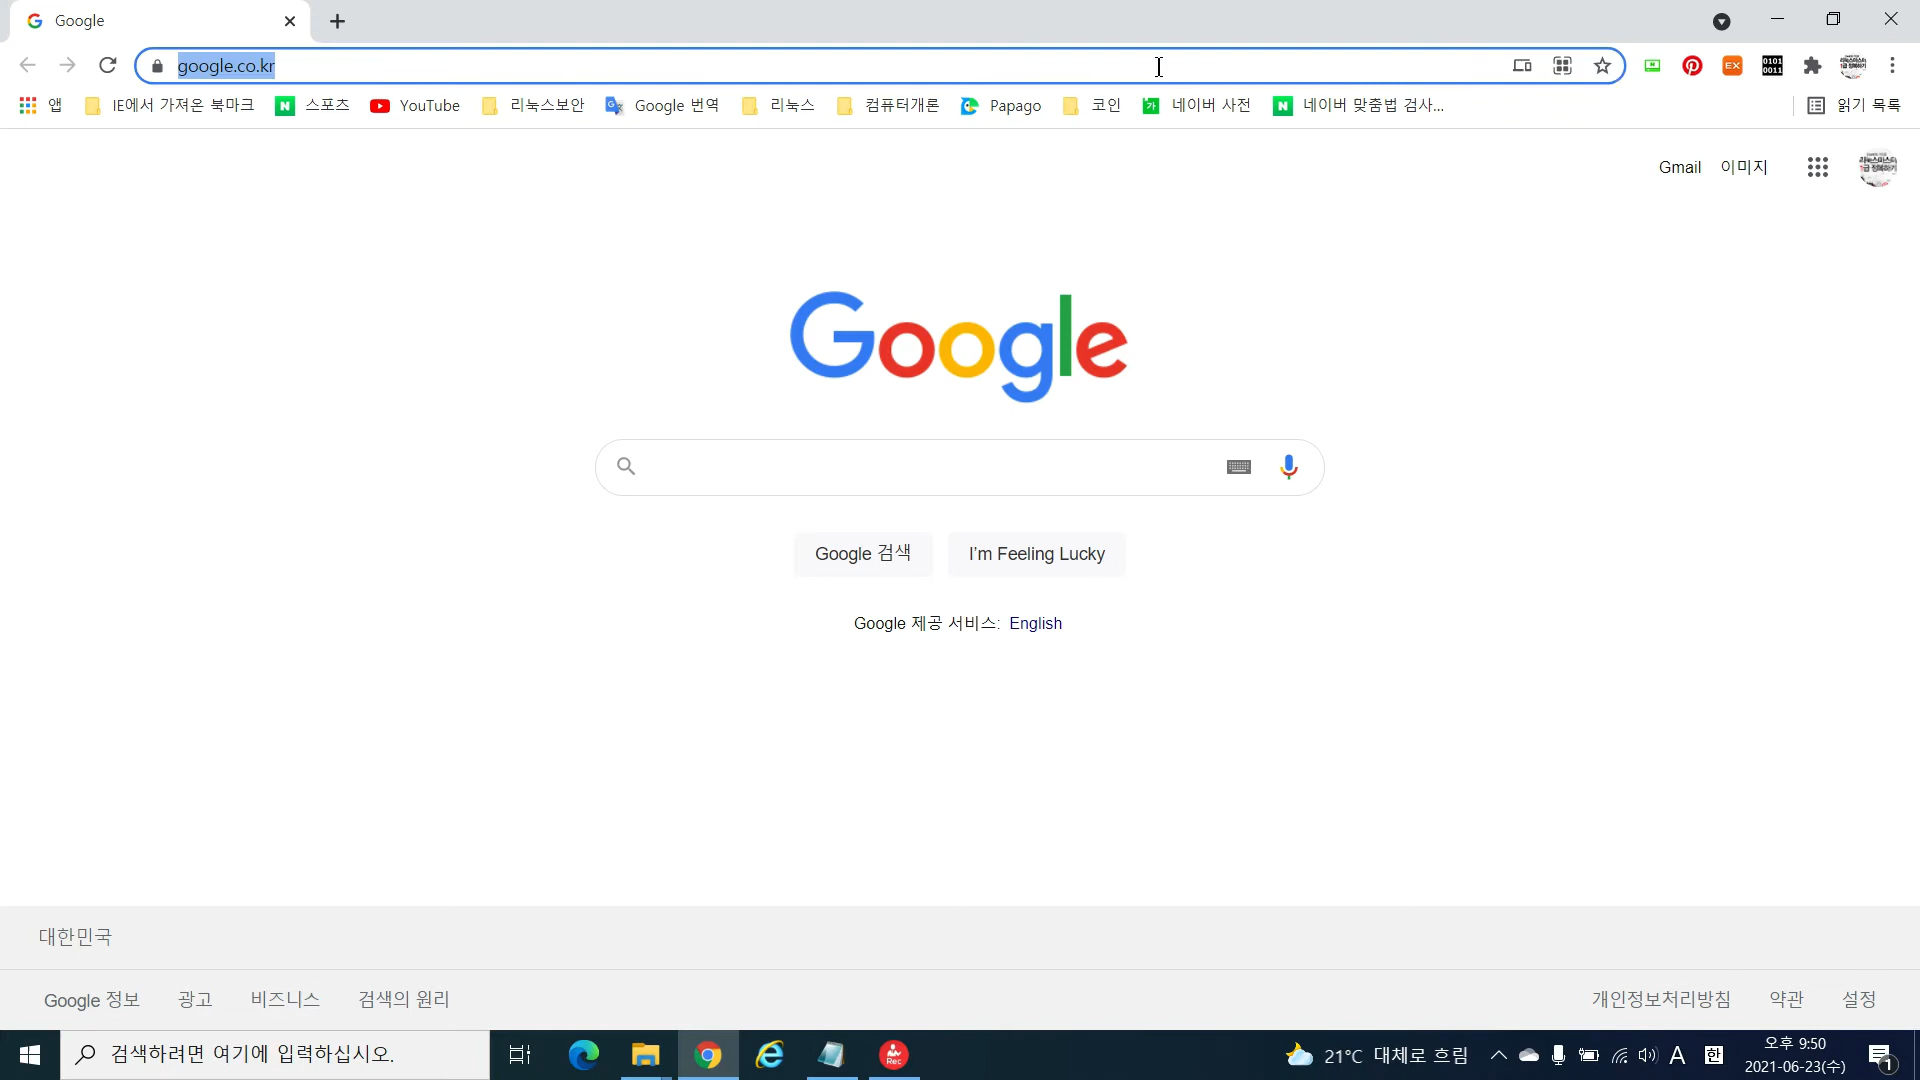 Google
google.co.kr
앱 IE에서 가져온 북마크 스포츠 YouTube 리눅스보안 Google 번역 리눅스 컴퓨터개론 Papago 코인 네이버 사전 네이버 맞춤법 검사... 읽기 목록
EX
0101
0011
Gmail 이미지
Google
Google 검색 I'm Feeling Lucky
Google 제공 서비스: English
대한민국
Google 정보 광고 비즈니스 검색의 원리 개인정보처리방침 약관 설정
검색하려면 여기에 입력하십시오. Rec 21°C 대체로 흐림 A 한 오후 9:50
2021-06-23(수) 1